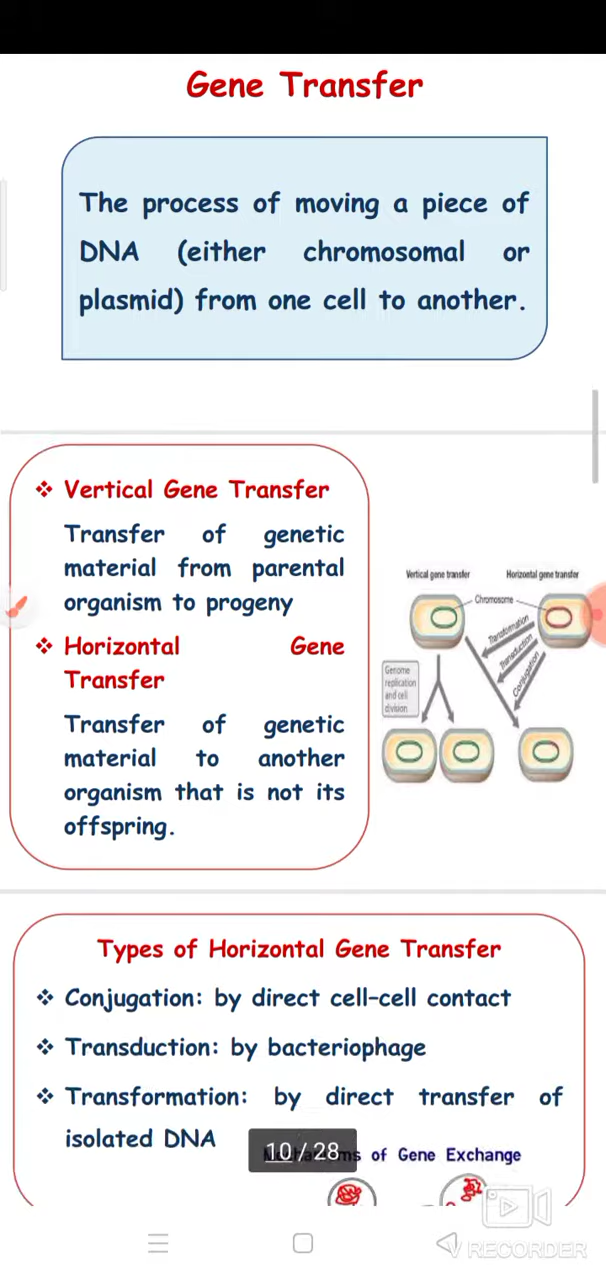 Gene Transfer
The process of moving a piece of
DNA (either chromosomal or
plasmid) from one cell to another.
❖ Vertical Gene Transfer
Transfer of genetic
material from parental
organism to progeny
❖ Horizontal Gene
Transfer
Transfer of genetic
material to another
organism that is not its
offspring.
Vertical gene transfer
Horizontal gene transfer
Chromosome
Transformation
Transduction
Conjugation
Genome
replication
and cell
division
Types of Horizontal Gene Transfer
❖ Conjugation: by direct cell-cell contact
❖ Transduction: by bacteriophage
❖ Transformation: by direct transfer of
isolated DNA
10/28
of Gene Exchange
V RECORDER